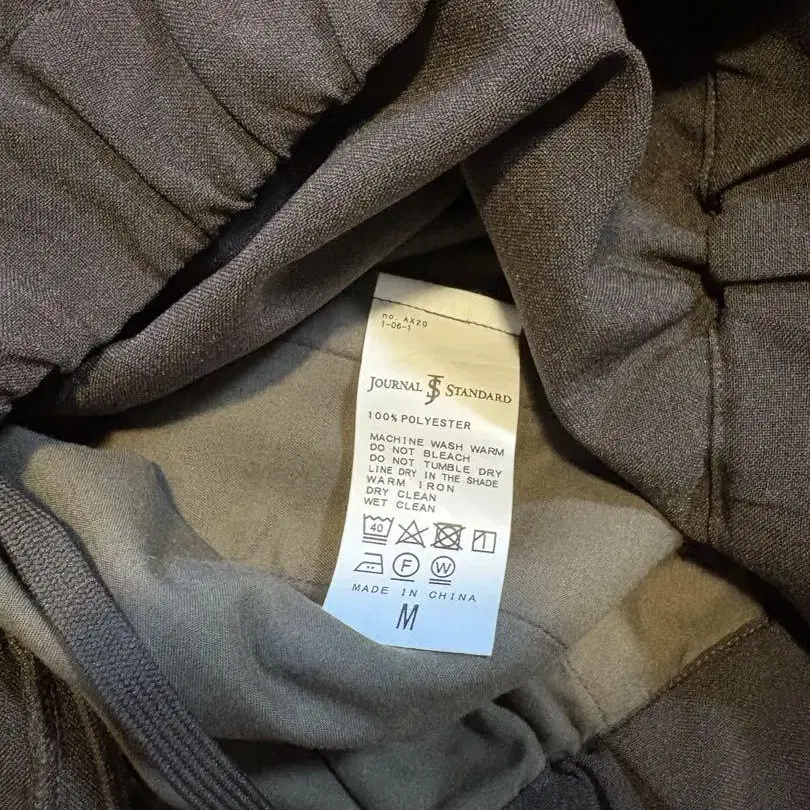 no. AX20
1-06-1
JOURNAL JS STANDARD
100% POLYESTER
MACHINE WASH WARM
DO NOT BLEACH
DO NOT TUMBLE DRY
LINE DRY IN THE SHADE
WARM IRON
DRY CLEAN
WET CLEAN
40
F W
MADE IN CHINA
M